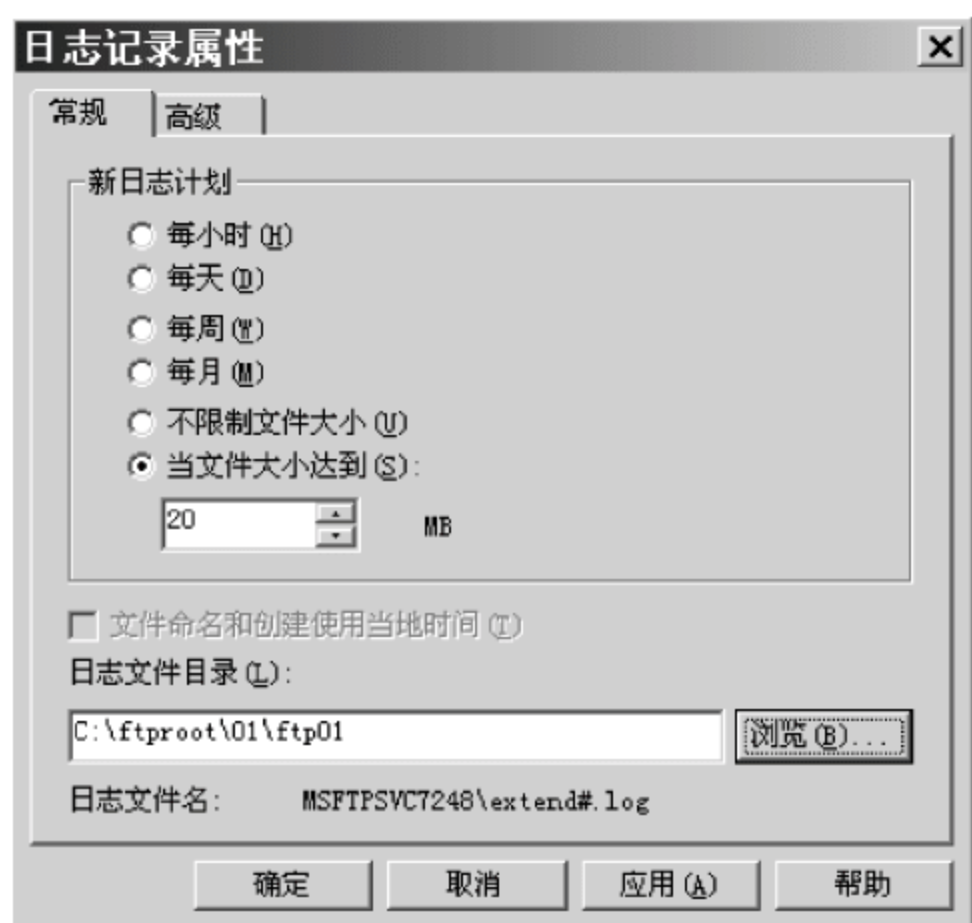 日志记录属性
常规 高级
新日志计划
每小时(H)
每天(D)
每周(W)
每月(M)
不限制文件大小(U)
当文件大小达到(S):
20 MB
文件命名和创建使用当地时间(T)
日志文件目录(L):
C:\ftproot\01\ftp01 浏览(B)...
日志文件名: MSFTPSVC7248\extend#.log
确定 取消 应用(A) 帮助